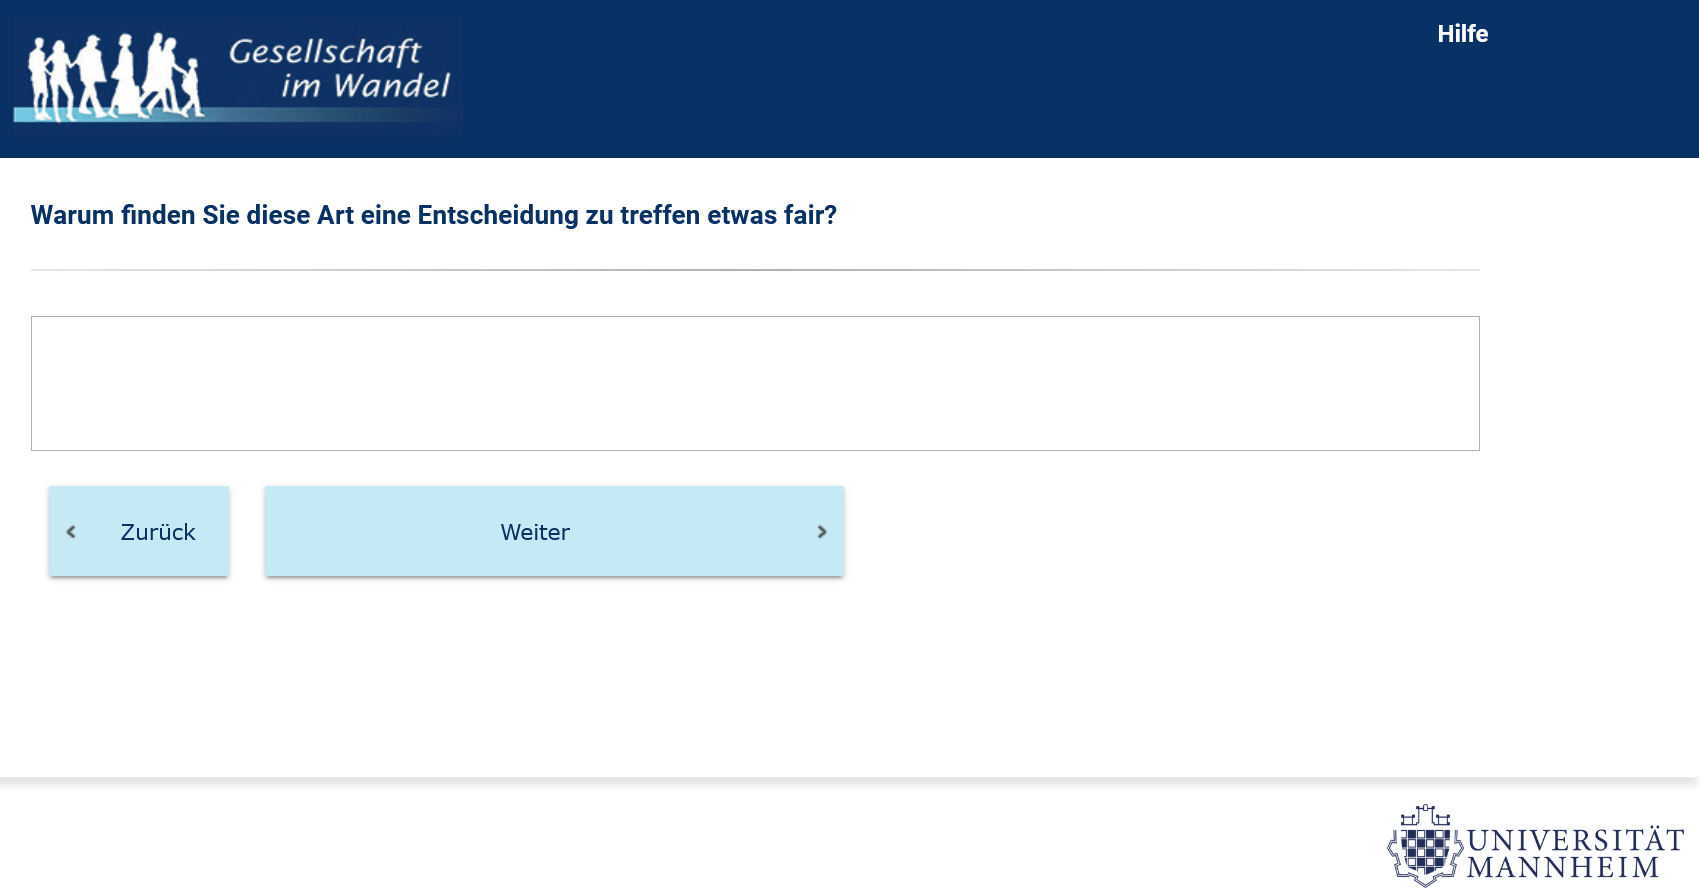 Gesellschaft
im Wandel
Hilfe
Warum finden Sie diese Art eine Entscheidung zu treffen etwas fair?
Zurück
Weiter
UNIVERSITÄT
MANNHEIM